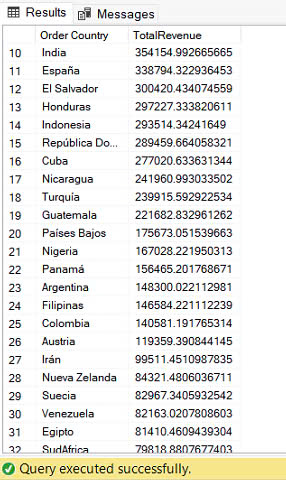 Results Messages
Order Country TotalRevenue
10 India 354154.992665665
11 España 338794.322936453
12 El Salvador 300420.434074559
13 Honduras 297227.333820611
14 Indonesia 293514.34241649
15 República Do... 289459.664058321
16 Cuba 277020.633631344
17 Nicaragua 241960.993033502
18 Turquía 239915.592922534
19 Guatemala 221682.832961262
20 Países Bajos 175673.051539663
21 Nigeria 167028.221950313
22 Panamá 156465.201768671
23 Argentina 148300.022112981
24 Filipinas 146584.221112239
25 Colombia 140581.191765314
26 Austria 119359.390844145
27 Irán 99511.4510987835
28 Nueva Zelanda 84321.4806036711
29 Suecia 82967.3405932542
30 Venezuela 82163.0207808603
31 Egipto 81410.4609439304
32 SudAfrica 79818.8807677403
Query executed successfully.